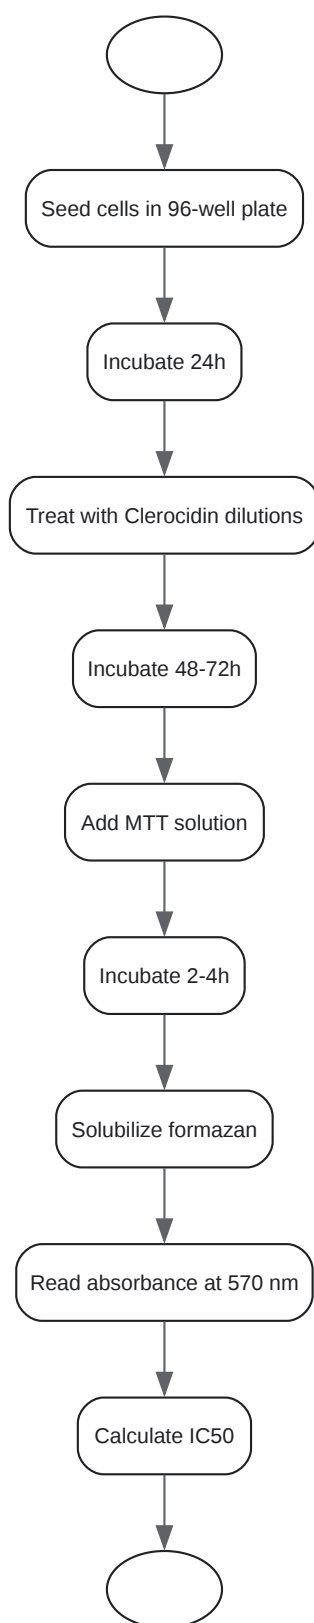 Seed cells in 96-well plate
Incubate 24h
Treat with Clerocidin dilutions
Incubate 48-72h
Add MTT solution
Incubate 2-4h
Solubilize formazan
Read absorbance at 570 nm
Calculate IC50